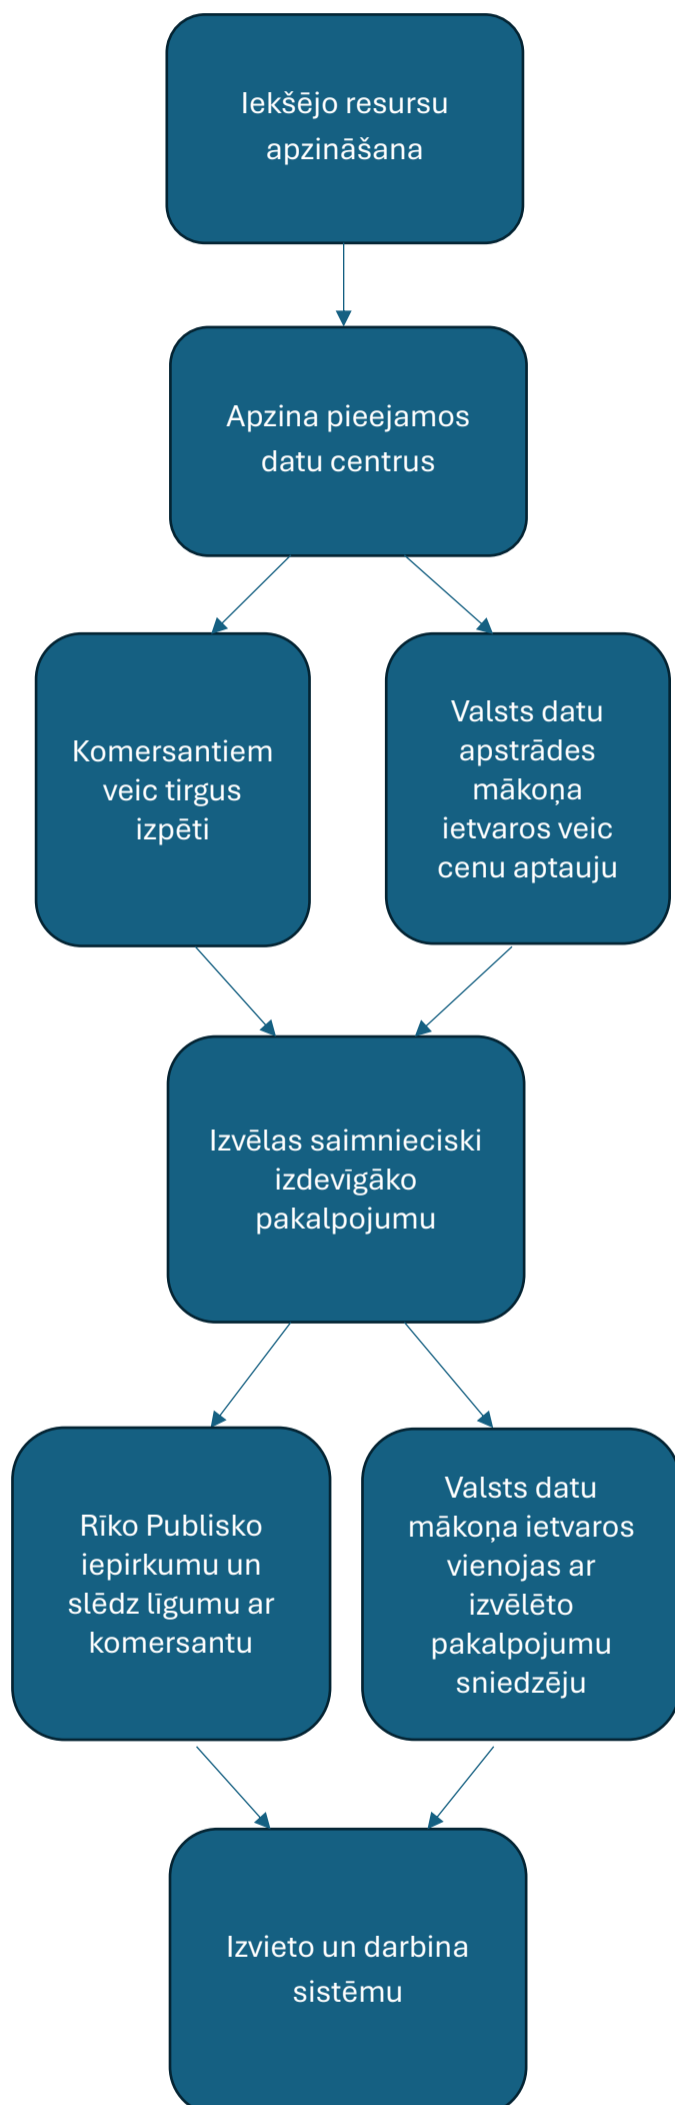 Iekšējo resursu
apzināšana
Apzina pieejamos
datu centrus
Komersantiem
veic tirgus
izpēti
Valsts datu
apstrādes
mākoņa
ietvaros veic
cenu aptauju
Izvēlas saimnieciski
izdevīgāko
pakalpojumu
Rīko Publisko
iepirkumu un
slēdz līgumu ar
komersantu
Valsts datu
mākoņa ietvaros
vienojas ar
izvēlēto
pakalpojumu
sniedzēju
Izvieto un darbina
sistēmu